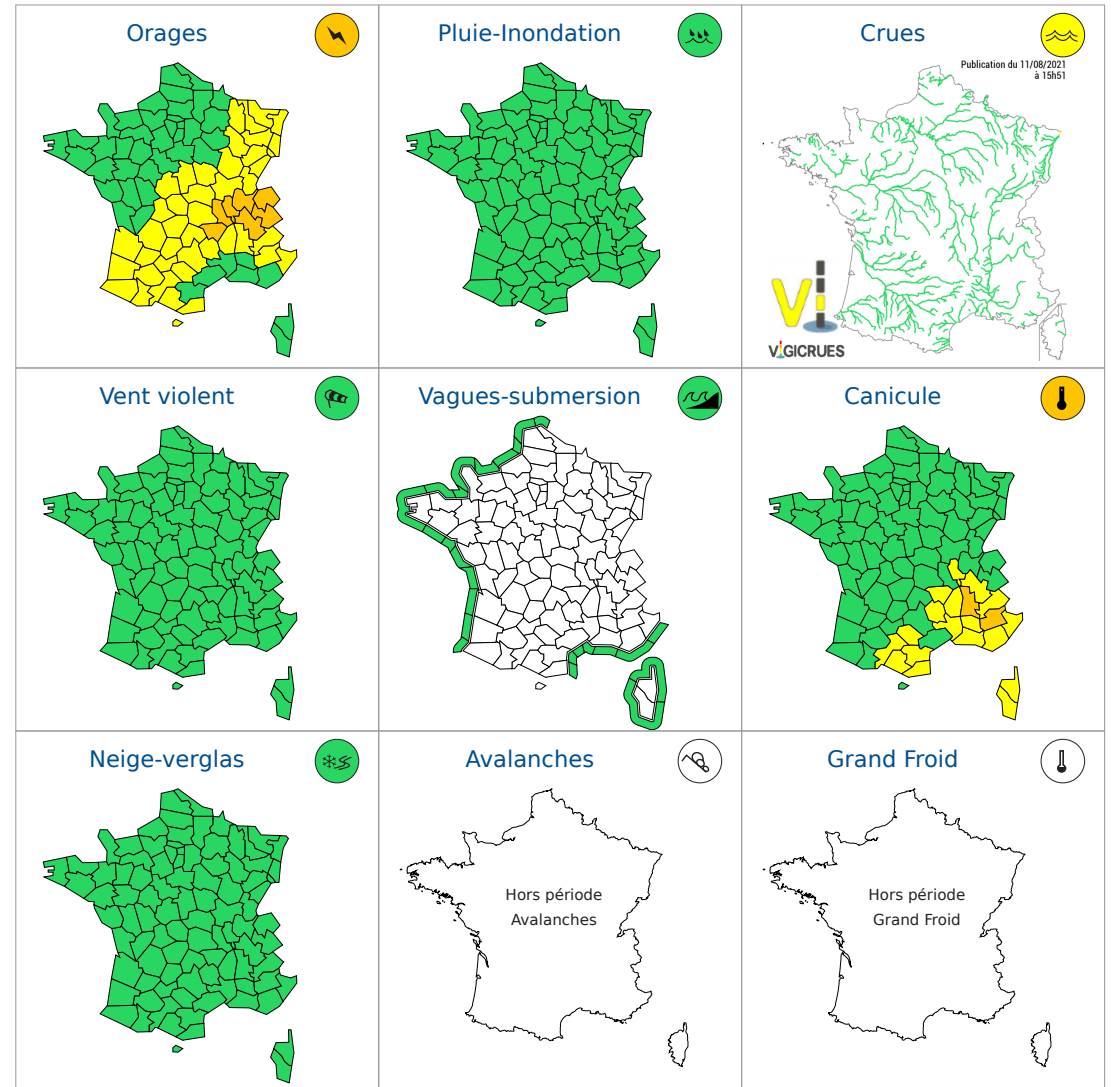 Orages
Pluie-Inondation
Crues
Publication du 11/08/2021
à 15h51
Vi
VIGICRUES
Vent violent
Vagues-submersion
Canicule
Neige-verglas
Avalanches
Grand Froid
Hors période
Avalanches
Hors période
Grand Froid